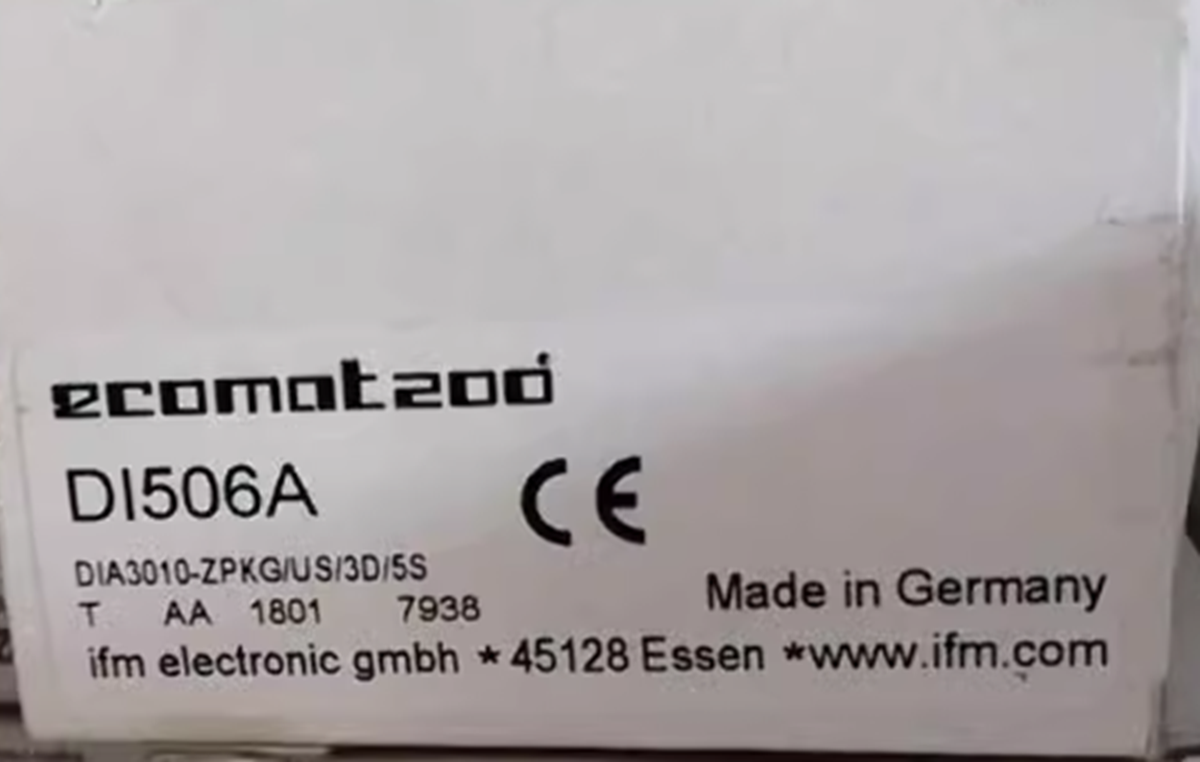 ecomat200
DI506A CE
DIA3010-ZPKG/US/3D/5S
T AA 1801 7938
Made in Germany
ifm electronic gmbh * 45128 Essen *www.ifm.com